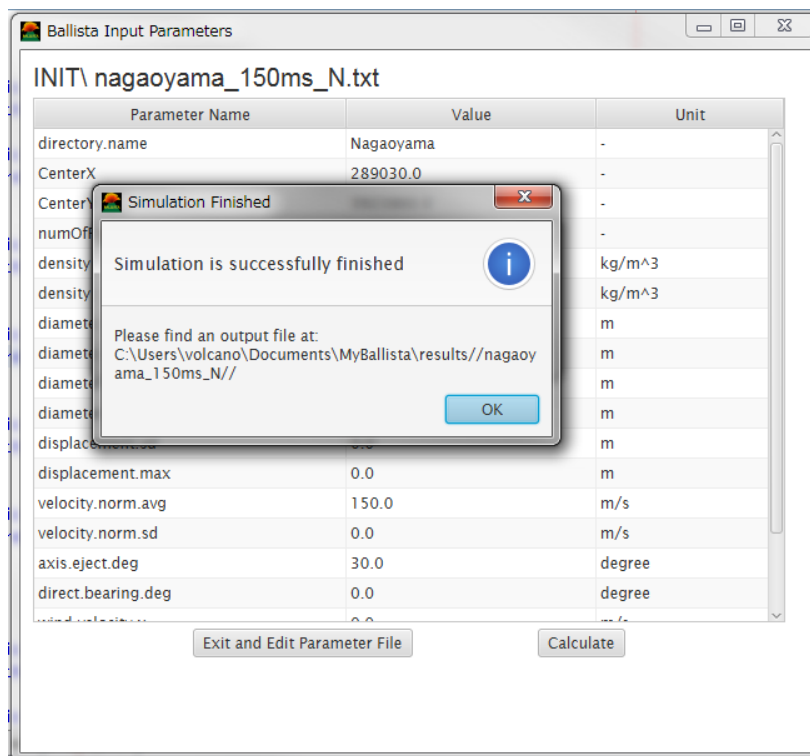 Ballista Input Parameters
INIT\ nagaoyama_150ms_N.txt
Parameter Name Value Unit
directory.name Nagaoyama -
CenterX 289030.0 -
-
-
density kg/m^3
density kg/m^3
m
m
m
m
Simulation Finished
Simulation is successfully finished
i
Please find an output file at:
C:\Users\volcano\Documents\MyBallista\results//nagaoy
ama_150ms_N//
OK
m
displacement.max 0.0 m
velocity.norm.avg 150.0 m/s
velocity.norm.sd 0.0 m/s
axis.eject.deg 30.0 degree
direct.bearing.deg 0.0 degree
Exit and Edit Parameter File Calculate